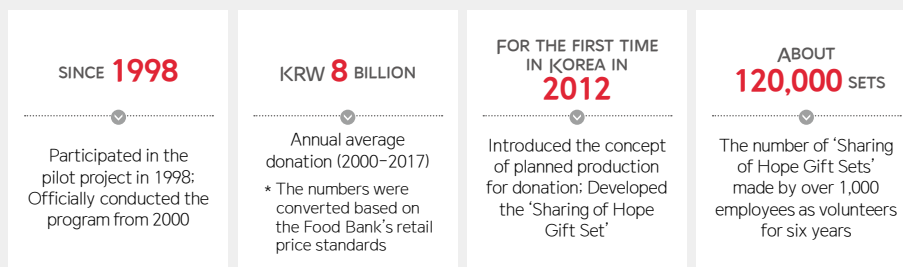 SINCE 1998
Participated in the
pilot project in 1998;
Officially conducted the
program from 2000
KRW 8 BILLION
Annual average
donation (2000-2017)
* The numbers were
converted based on
the Food Bank's retail
price standards
FOR THE FIRST TIME
IN KOREA IN
2012
Introduced the concept
of planned production
for donation; Developed
the 'Sharing of Hope
Gift Set'
ABOUT
120,000 SETS
The number of 'Sharing
of Hope Gift Sets'
made by over 1,000
employees as volunteers
for six years